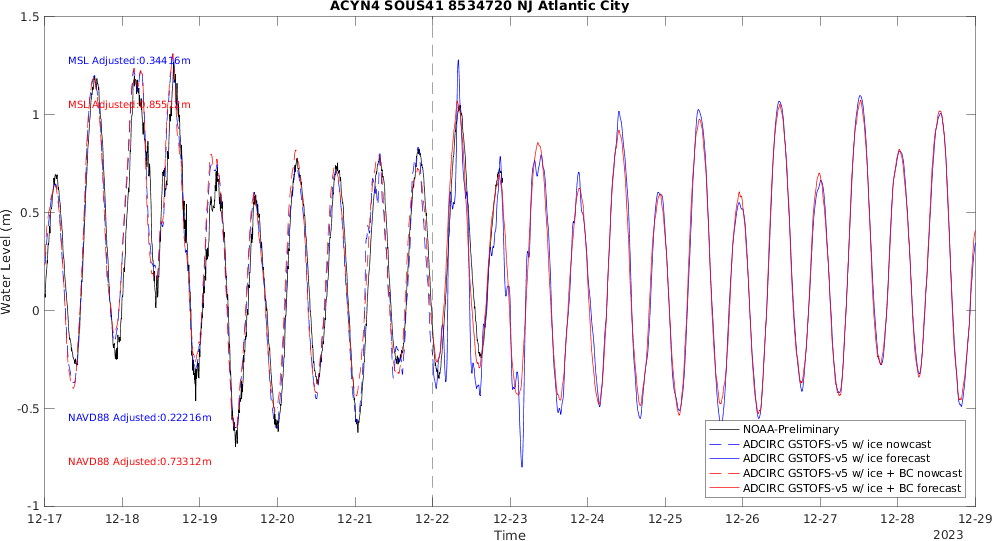 ACYN4 SOUS41 8534720 NJ Atlantic City
1.5
1
0.5
0
-0.5
-1
Water Level (m)
MSL Adjusted:0.34416m
MSL Adjusted:
NAVD88 Adjusted:0.22216m
NAVD88 Adjusted:0.73312m
NOAA-Preliminary
ADCIRC GSTOFS-v5 w/ ice nowcast
ADCIRC GSTOFS-v5 w/ ice forecast
ADCIRC GSTOFS-v5 w/ ice + BC nowcast
ADCIRC GSTOFS-v5 w/ ice + BC forecast
12-17 12-18 12-19 12-20 12-21 12-22 12-23 12-24 12-25 12-26 12-27 12-28 12-29
Time
2023